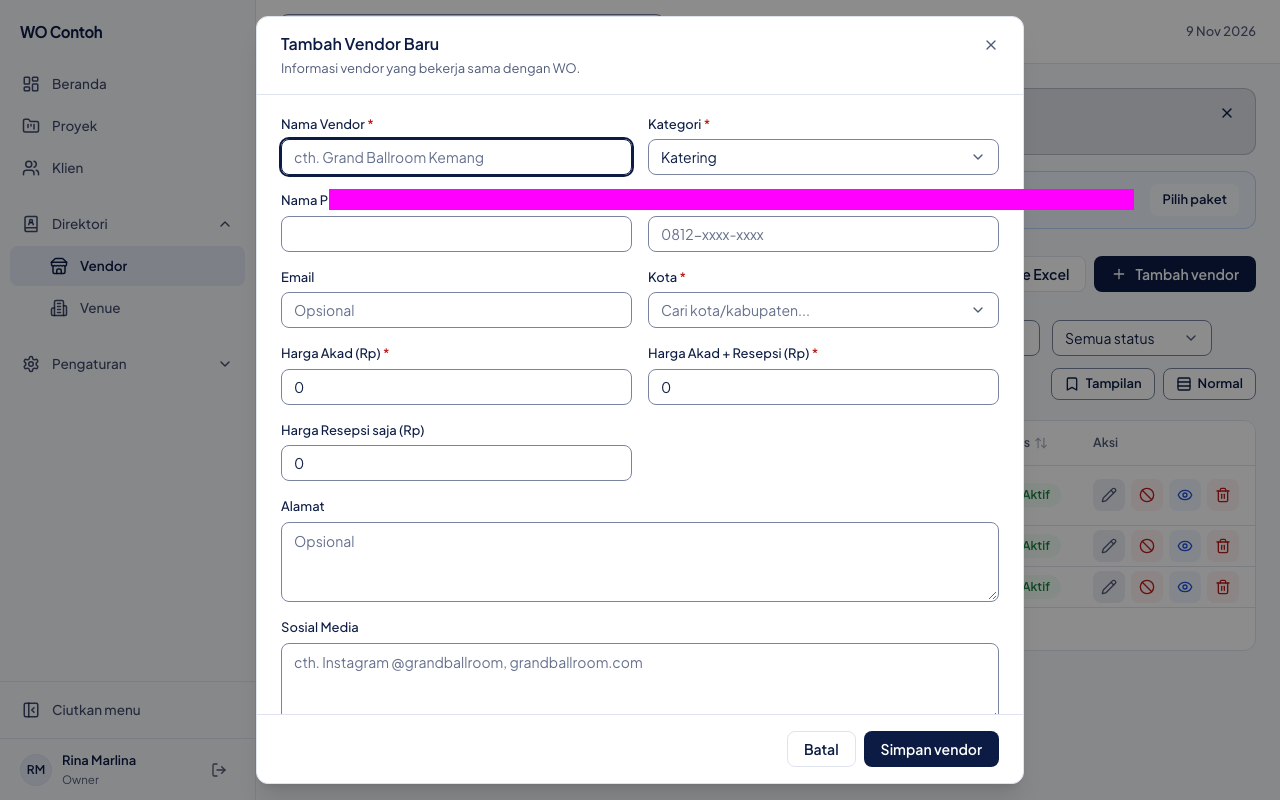 WO Contoh
Beranda
Proyek
Klien
Direktori
Vendor
Venue
Pengaturan
Ciutkan menu
RM
Rina Marlina
Owner
9 Nov 2026
Pilih paket
Excel
Tambah vendor
Semua status
Tampilan
Normal
Aksi
Aktif
Aktif
Aktif
Tambah Vendor Baru
Informasi vendor yang bekerja sama dengan WO.
Nama Vendor *
cth. Grand Ballroom Kemang
Kategori *
Katering
Nama
0812-xxxx-xxxx
Email
Opsional
Kota *
Cari kota/kabupaten...
Harga Akad (Rp) *
0
Harga Akad + Resepsi (Rp) *
0
Harga Resepsi saja (Rp)
0
Alamat
Opsional
Sosial Media
cth. Instagram @grandballroom, grandballroom.com
Batal
Simpan vendor